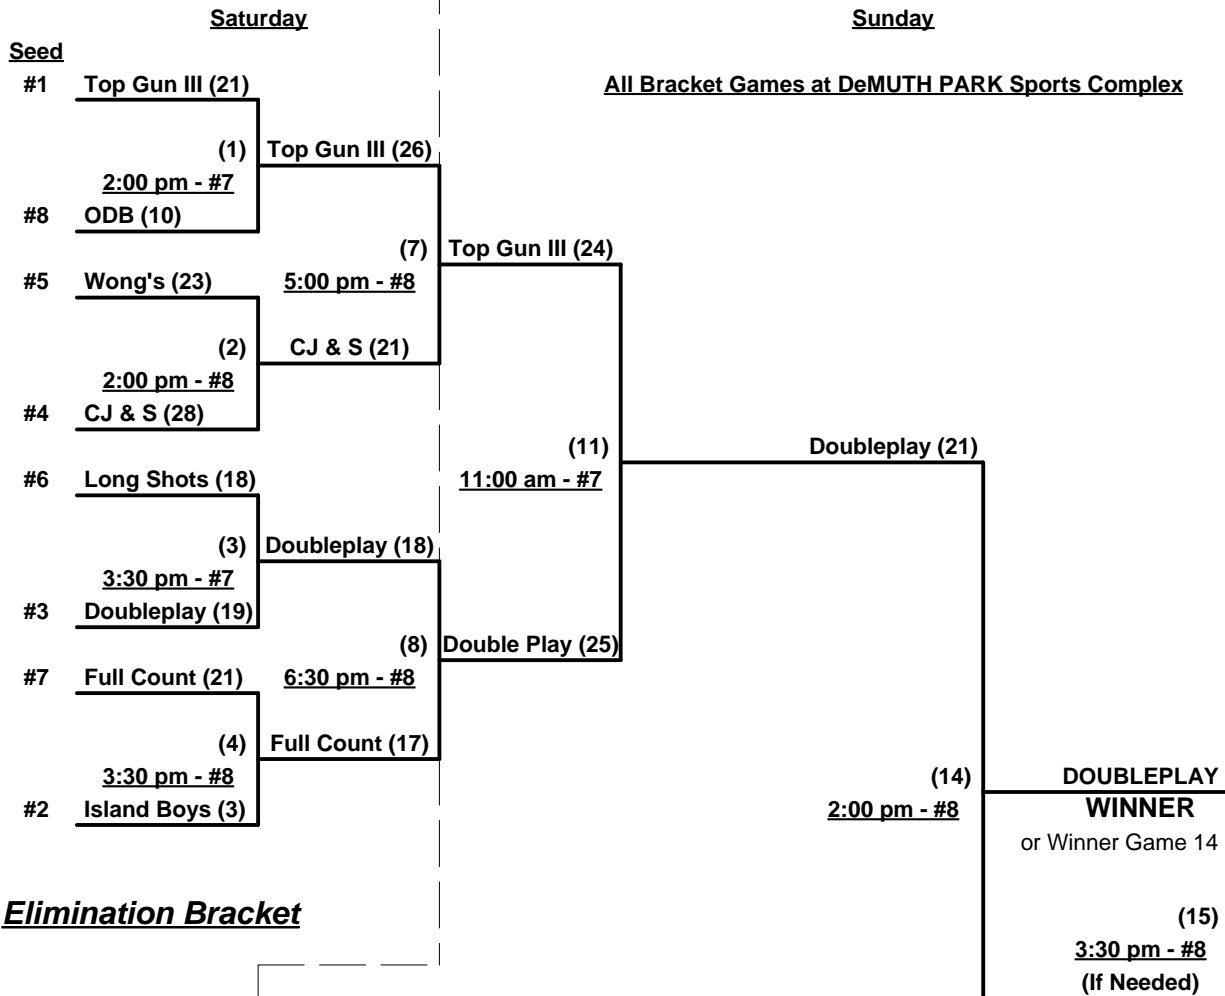 Saturday
Sunday
Seed
#1 Top Gun III (21)
All Bracket Games at DeMUTH PARK Sports Complex
(1) Top Gun III (26)
2:00 pm - #7
#8 ODB (10)
(7) Top Gun III (24)
#5 Wong's (23) 5:00 pm - #8
(2) CJ & S (21)
2:00 pm - #8
#4 CJ & S (28)
(11) Doubleplay (21)
#6 Long Shots (18) 11:00 am - #7
(3) Doubleplay (18)
3:30 pm - #7
#3 Doubleplay (19)
(8) Double Play (25)
#7 Full Count (21) 6:30 pm - #8
(4) Full Count (17)
3:30 pm - #8 (14) DOUBLEPLAY
#2 Island Boys (3) 2:00 pm - #8 WINNER
or Winner Game 14
Elimination Bracket (15)
3:30 pm - #8
(If Needed)